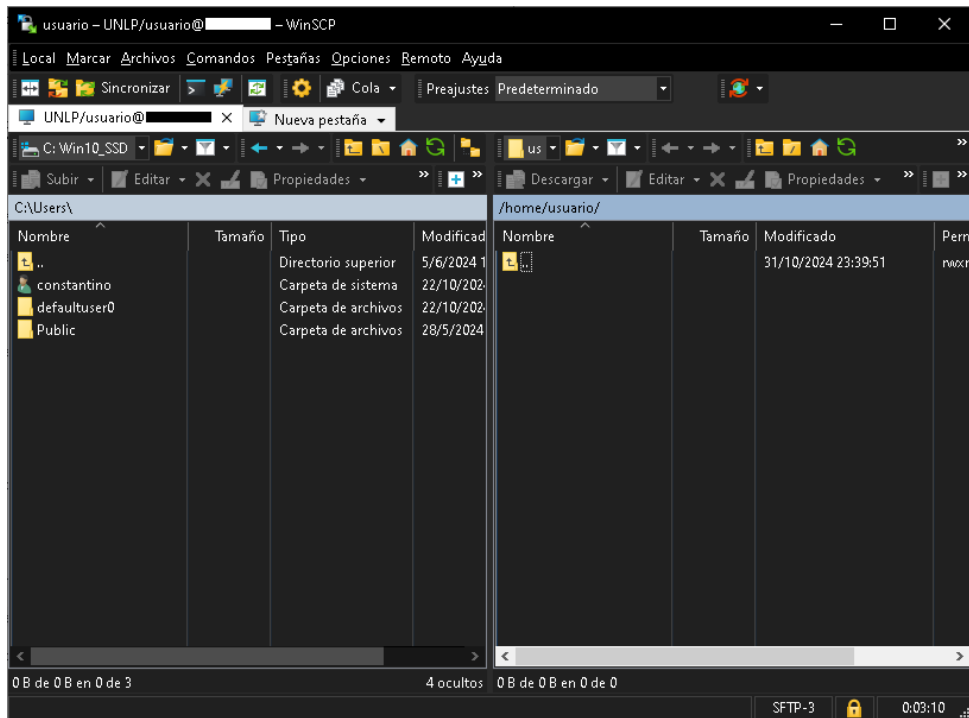 usuario – UNLP/usuario@ – WinSCP
Local Marcar Archivos Comandos Pestañas Opciones Remoto Ayuda
Sincronizar Cola Preajustes Predeterminado
UNLP/usuario@ X Nueva pestaña
C: Win10_SSD us
Subir Editar Propiedades Descargar Editar Propiedades
C:\Users\ /home/usuario/
Nombre Tamaño Tipo Modificad Nombre Tamaño Modificado Perm
.. Directorio superior 5/6/2024 1 .. 31/10/2024 23:39:51 rwxr
constantino Carpeta de sistema 22/10/202
defaultuser0 Carpeta de archivos 22/10/202
Public Carpeta de archivos 28/5/2024
0 B de 0 B en 0 de 3 4 ocultos 0 B de 0 B en 0 de 0
SFTP-3 0:03:10